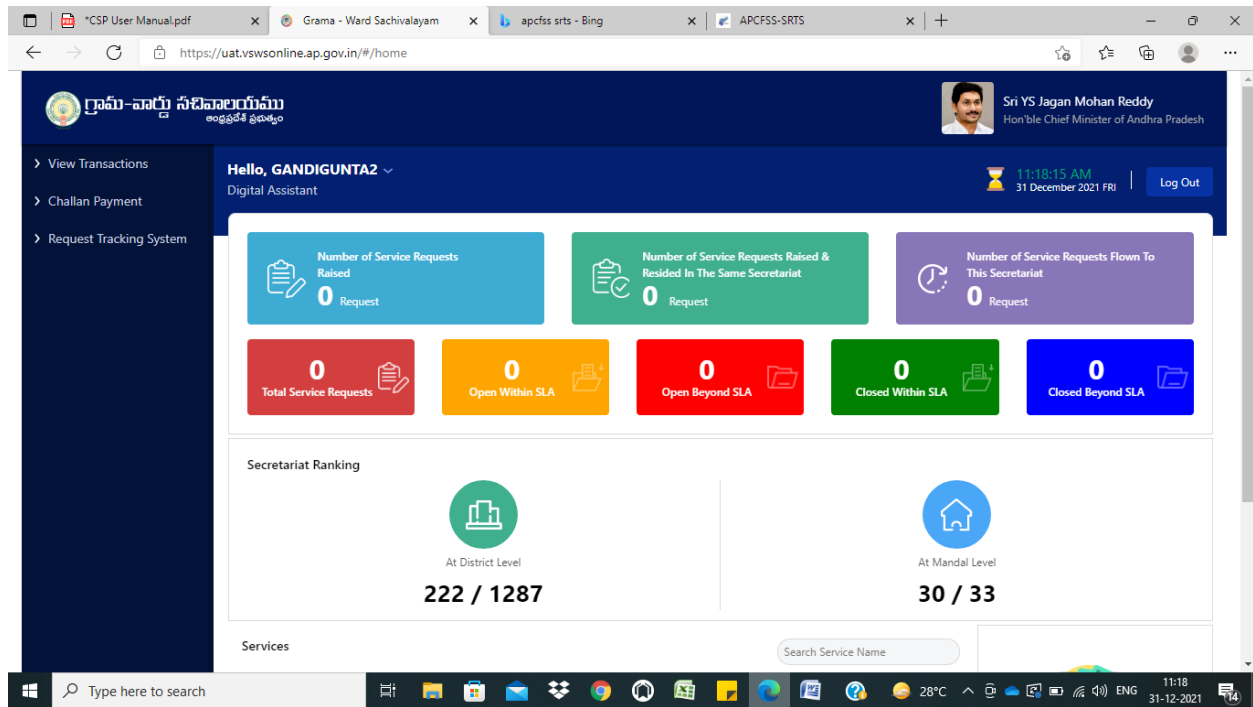 *CSP User Manual.pdf
Grama - Ward Sachivalayam
apcfss srts - Bing
APCFSS-SRTS
https://uat.vswsonline.ap.gov.in/#/home
గ్రామ-వార్డు సచివాలయము
ఆంధ్రప్రదేశ్ ప్రభుత్వం
Sri YS Jagan Mohan Reddy
Hon'ble Chief Minister of Andhra Pradesh
View Transactions
Challan Payment
Request Tracking System
Hello, GANDIGUNTA2
Digital Assistant
11:18:15 AM
31 December 2021 FRI
Log Out
Number of Service Requests
Raised
0 Request
Number of Service Requests Raised &
Resided In The Same Secretariat
0 Request
Number of Service Requests Flown To
This Secretariat
0 Request
0
Total Service Requests
0
Open Within SLA
0
Open Beyond SLA
0
Closed Within SLA
0
Closed Beyond SLA
Secretariat Ranking
At District Level
222 / 1287
At Mandal Level
30 / 33
Services
Search Service Name
Type here to search
28°C
ENG
11:18
31-12-2021
14